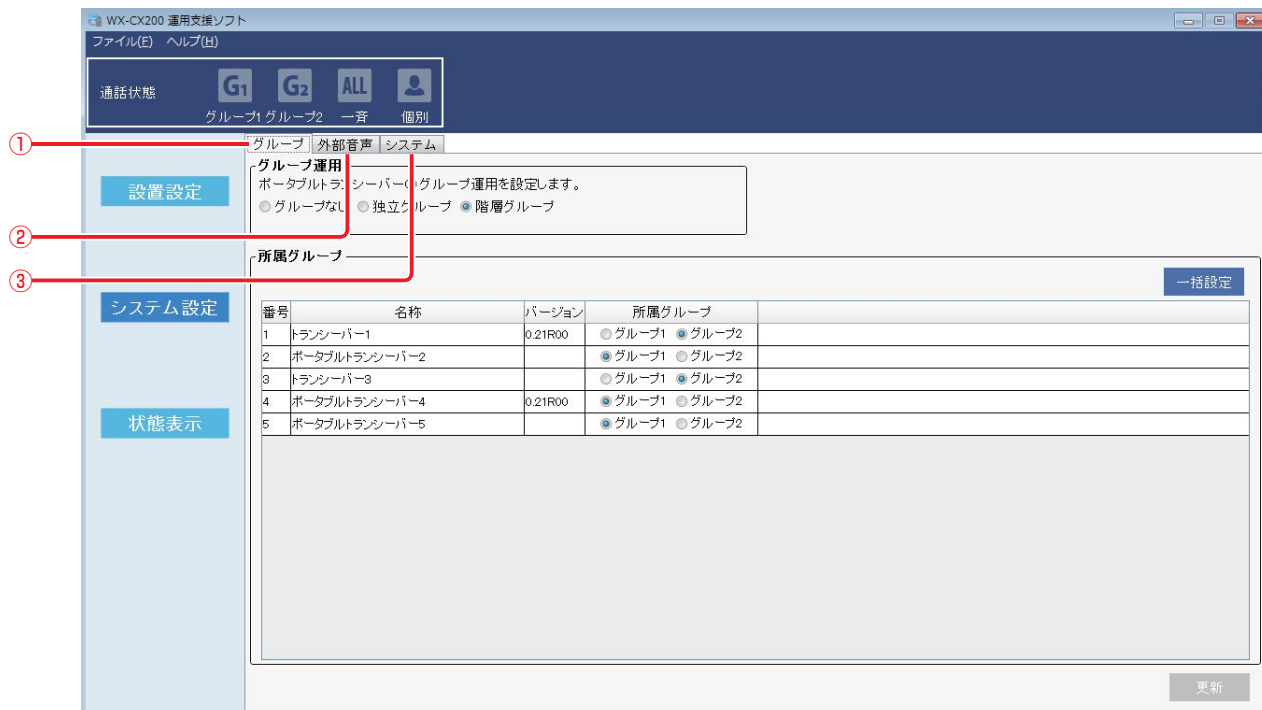 WX-CX200 運用支援ソフト
ファイル(F) ヘルプ(H)
通話状態
G1 G2 ALL
グループ1 グループ2 一斉 個別
①
グループ 外部音声 システム
グループ運用
ポータブルトランシーバーのグループ運用を設定します。
設置設定
グループなし 独立グループ 階層グループ
②
所属グループ
③
一括設定
システム設定
番号 名称 バージョン 所属グループ
1 トランシーバー1 0.21R00 グループ1 グループ2
2 ポータブルトランシーバー2 グループ1 グループ2
3 トランシーバー3 グループ1 グループ2
4 ポータブルトランシーバー4 0.21R00 グループ1 グループ2
状態表示
5 ポータブルトランシーバー5 グループ1 グループ2
更新